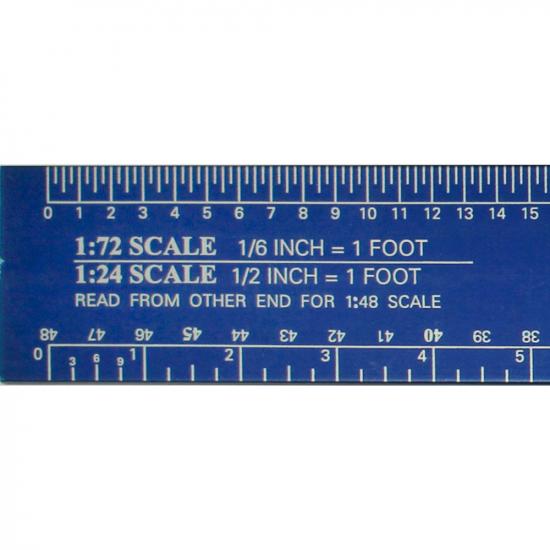 0 1 2 3 4 5 6 7 8 9 10 11 12 13 14 15
1:72 SCALE 1/6 INCH = 1 FOOT
1:24 SCALE 1/2 INCH = 1 FOOT
READ FROM OTHER END FOR 1:48 SCALE
48 47 46 45 44 43 42 41 40 39 38
0 3 6 9 1 2 3 4 5